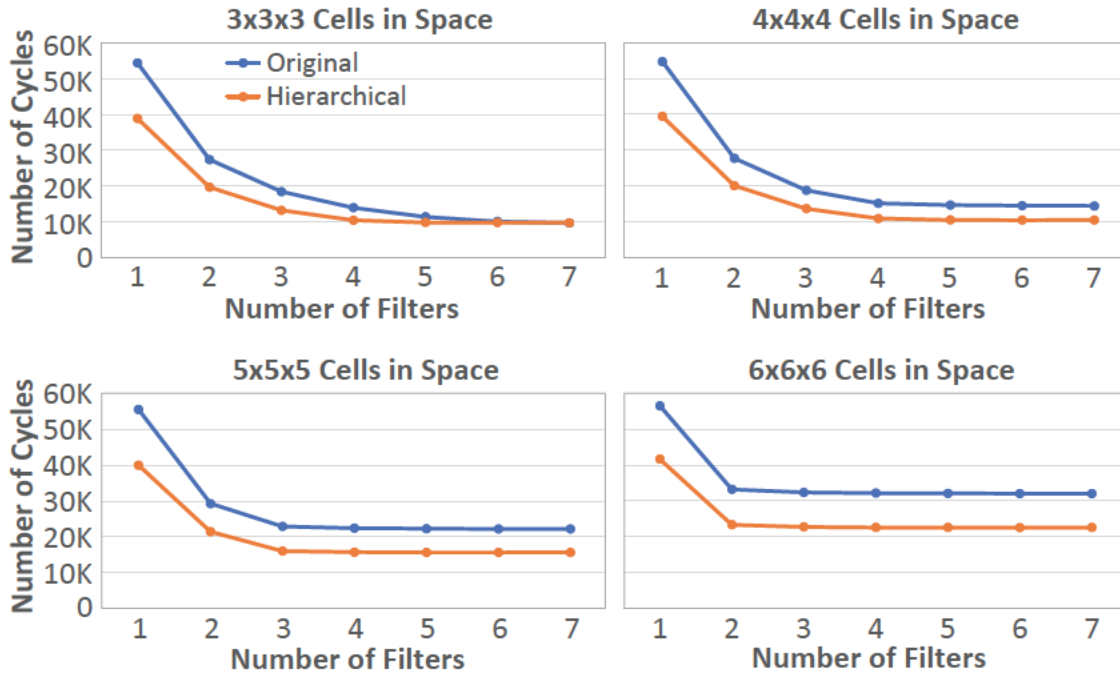 3x3x3 Cells in Space
Number of Cycles
60K
50K
40K
30K
20K
10K
0
Original
Hierarchical
1 2 3 4 5 6 7
Number of Filters
4x4x4 Cells in Space
1 2 3 4 5 6 7
Number of Filters
5x5x5 Cells in Space
Number of Cycles
60K
50K
40K
30K
20K
10K
0
1 2 3 4 5 6 7
Number of Filters
6x6x6 Cells in Space
1 2 3 4 5 6 7
Number of Filters